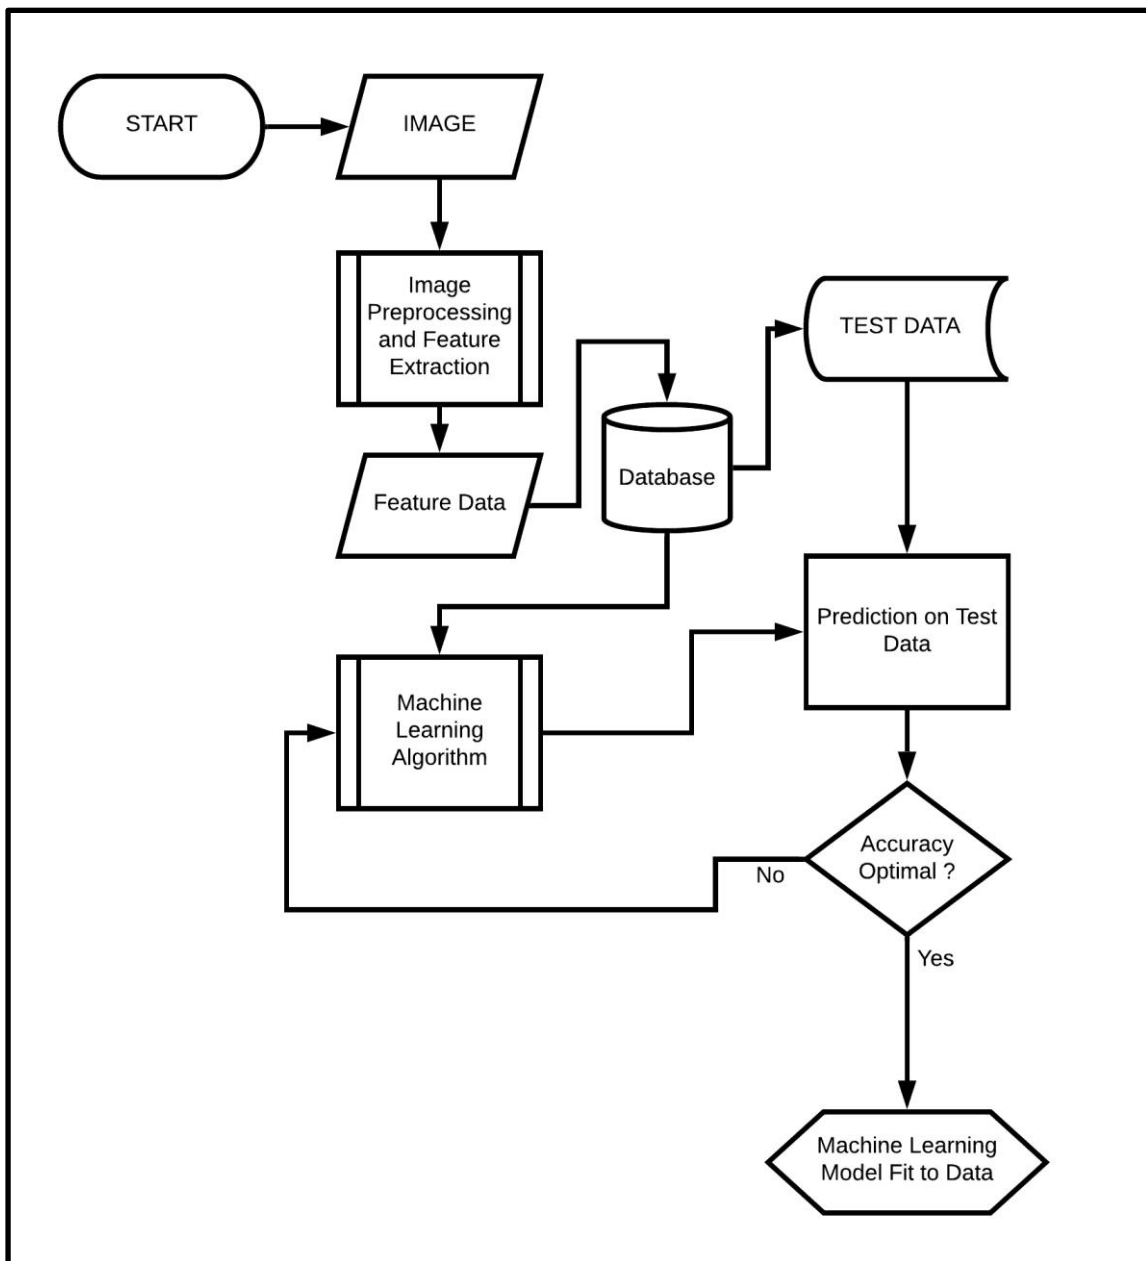 START
IMAGE
Image
Preprocessing
and Feature
Extraction
TEST DATA
Feature Data
Database
Prediction on Test
Data
Machine
Learning
Algorithm
Accuracy
Optimal ?
No
Yes
Machine Learning
Model Fit to Data